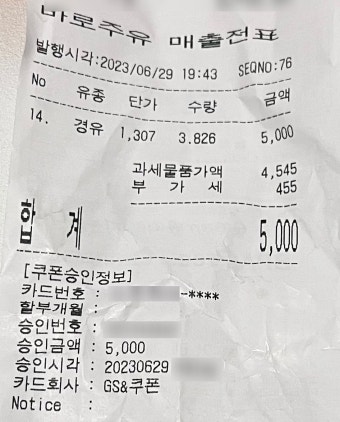 바로주유 매출전표
발행시각:2023/06/29 19:43 SEQNO:76
No 유종 단가 수량 금액
14. 경유 1,307 3.826 5,000
과세물품가액 4,545
부 가 세 455
합 계 5,000
[쿠폰승인정보]
카드번호 : -****
할부개월 :
승인번호 :
승인금액 : 5,000
승인시각 : 20230629
카드회사 : GS&쿠폰
Notice :